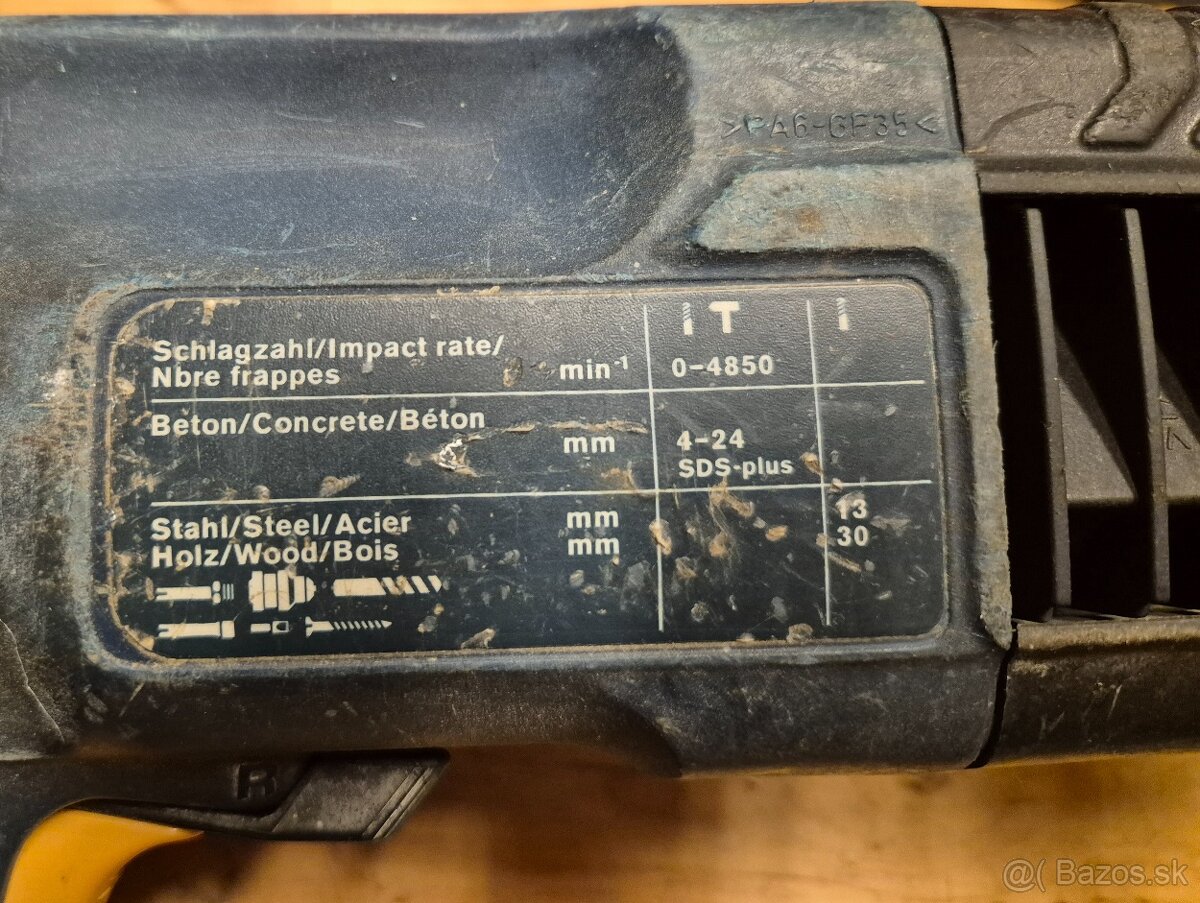 >PA6-GF35<
Schlagzahl/Impact rate/
Nbre frappes min⁻¹ 0-4850
Beton/Concrete/Béton
mm 4-24
SDS-plus
Stahl/Steel/Acier mm 13
Holz/Wood/Bois mm 30
R
@( Bazos.sk